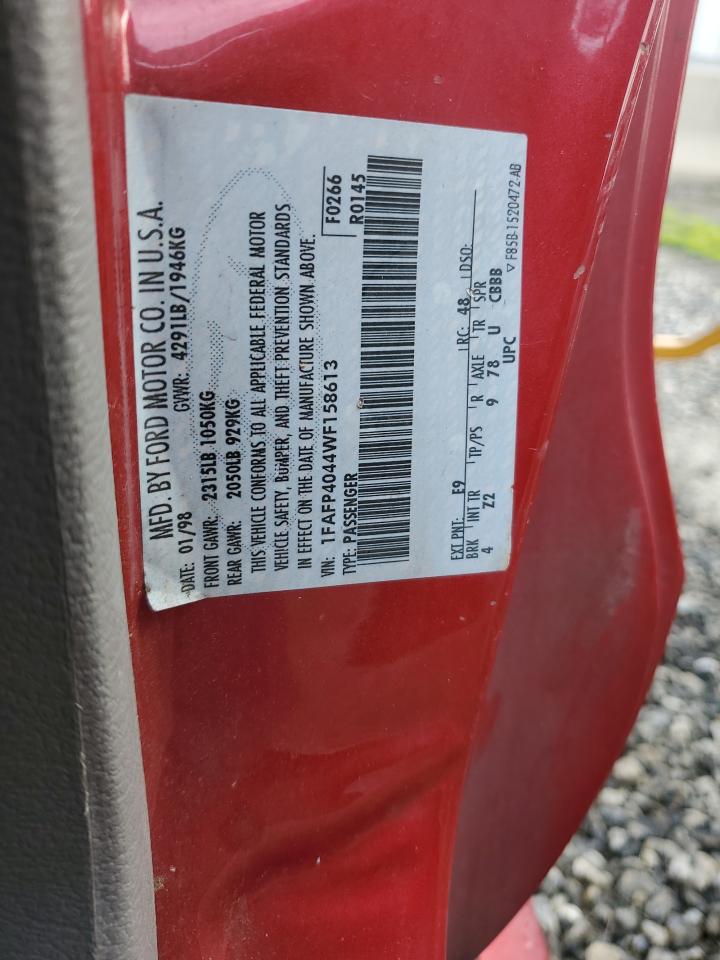 MFD. BY FORD MOTOR CO. IN U.S.A.
DATE: 01/98 GVWR: 4291LB/1946KG
FRONT GAWR: 2315LB 1050KG
REAR GAWR: 2050LB 929KG
THIS VEHICLE CONFORMS TO ALL APPLICABLE FEDERAL MOTOR
VEHICLE SAFETY, BUMPER, AND THEFT PREVENTION STANDARDS
IN EFFECT ON THE DATE OF MANUFACTURE SHOWN ABOVE.
VIN: 1FAFP4044WF158613 F0266
TYPE: PASSENGER R0145
EXT PNT: E9 RC: 48 DSO:
BRK INT TR TP/PS R AXLE TR SPR
4 Z2 9 78 U CBBB
UPC
▽ F85B-1520472-AB